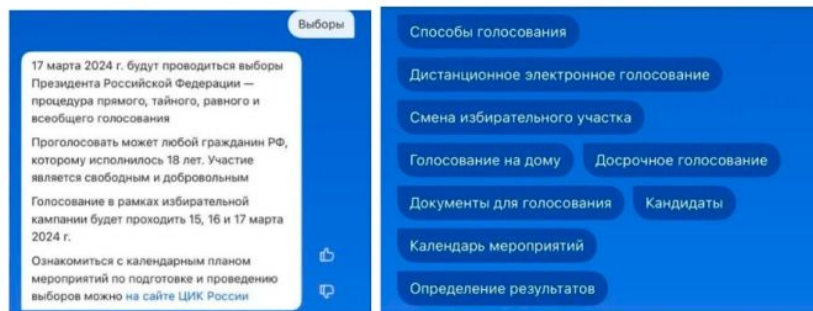 Выборы
17 марта 2024 г. будут проводиться выборы
Президента Российской Федерации —
процедура прямого, тайного, равного и
всеобщего голосования
Проголосовать может любой гражданин РФ,
которому исполнилось 18 лет. Участие
является свободным и добровольным
Голосование в рамках избирательной
кампании будет проходить 15, 16 и 17 марта
2024 г.
Ознакомиться с календарным планом
мероприятий по подготовке и проведению
выборов можно на сайте ЦИК России
Способы голосования
Дистанционное электронное голосование
Смена избирательного участка
Голосование на дому Досрочное голосование
Документы для голосования Кандидаты
Календарь мероприятий
Определение результатов